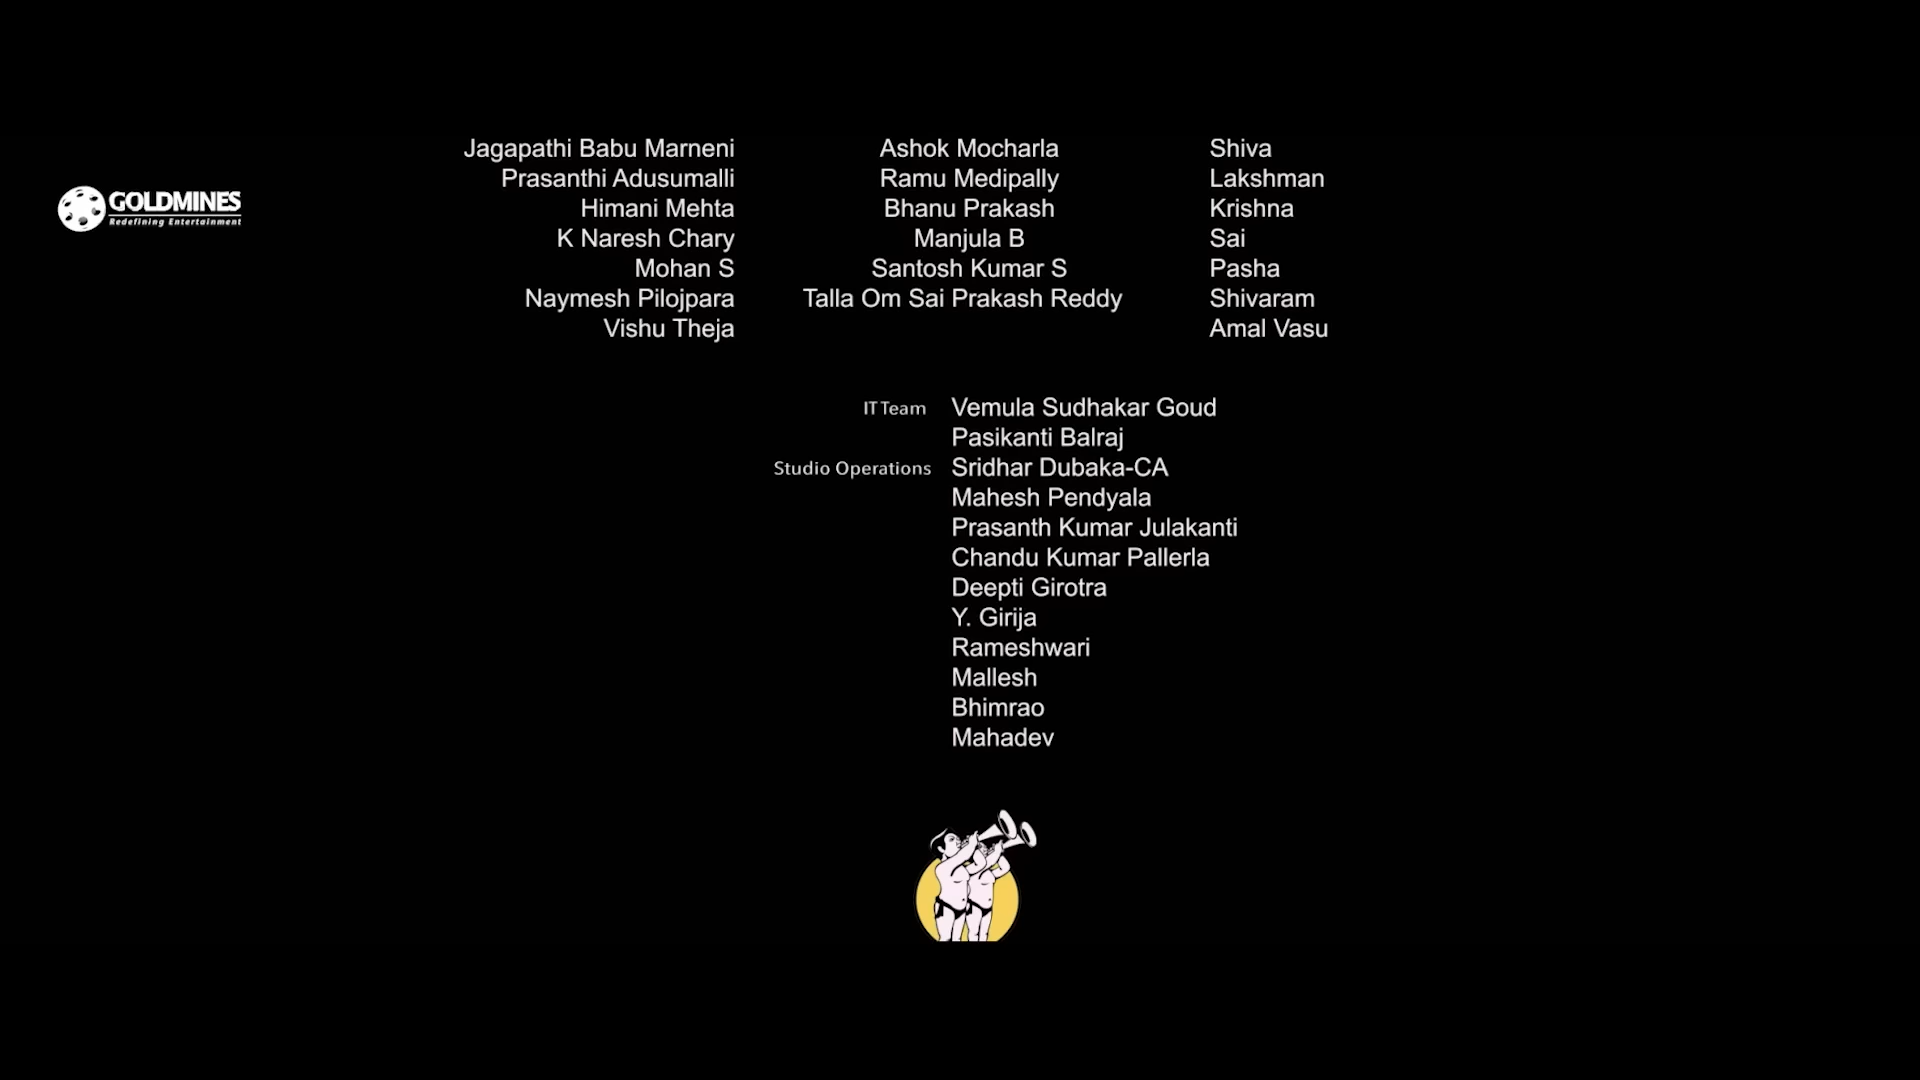 GOLDMINES
Redefining Entertainment
Jagapathi Babu Marneni Ashok Mocharla Shiva
Prasanthi Adusumalli Ramu Medipally Lakshman
Himani Mehta Bhanu Prakash Krishna
K Naresh Chary Manjula B Sai
Mohan S Santosh Kumar S Pasha
Naymesh Pilojpara Talla Om Sai Prakash Reddy Shivaram
Vishu Theja Amal Vasu
IT Team Vemula Sudhakar Goud
Pasikanti Balraj
Studio Operations Sridhar Dubaka-CA
Mahesh Pendyala
Prasanth Kumar Julakanti
Chandu Kumar Pallerla
Deepti Girotra
Y. Girija
Rameshwari
Mallesh
Bhimrao
Mahadev